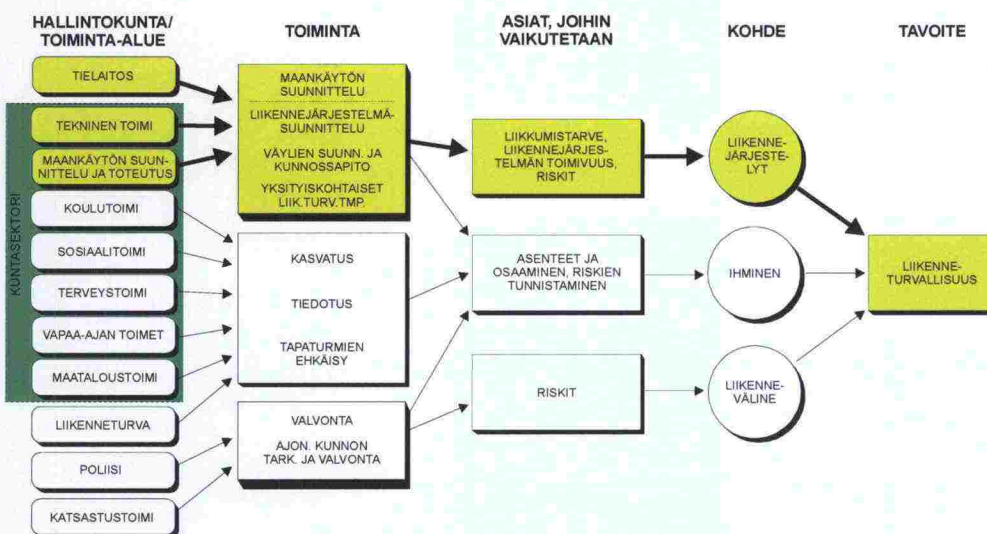 HALLINTOKUNTA/
TOIMINTA-ALUE
TOIMINTA
ASIAT, JOIHIN
VAIKUTETAAN
KOHDE
TAVOITE
KUNTASEKTORI
TIELAITOS
TEKNINEN TOIMI
MAANKÄYTÖN SUUN-
NITTELU JA TOTEUTUS
KOULUTOIMI
SOSIAALITOIMI
TERVEYSTOIMI
VAPAA-AJAN TOIMET
MAATALOUSTOIMI
LIIKENNETURVA
POLIISI
KATSASTUSTOIMI
MAANKÄYTÖN
SUUNNITTELU
LIIKENNEJÄRJESTELMÄ-
SUUNNITTELU
VÄYLIEN SUUNN. JA
KUNNOSSAPITO
YKSITYISKOHTAISET
LIIK.TURV.TMP.
KASVATUS
TIEDOTUS
TAPATURMIEN
EHKÄISY
VALVONTA
AJON. KUNNON
TARK. JA VALVONTA
LIIKKUMISTARVE,
LIIKENNEJÄRJES-
TELMÄN TOIMIVUUS,
RISKIT
ASENTEET JA
OSAAMINEN, RISKIEN
TUNNISTAMINEN
RISKIT
LIIKENNE-
JÄRJESTE-
LYT
IHMINEN
LIIKENNE-
VÄLINE
LIIKENNE-
TURVALLISUUS